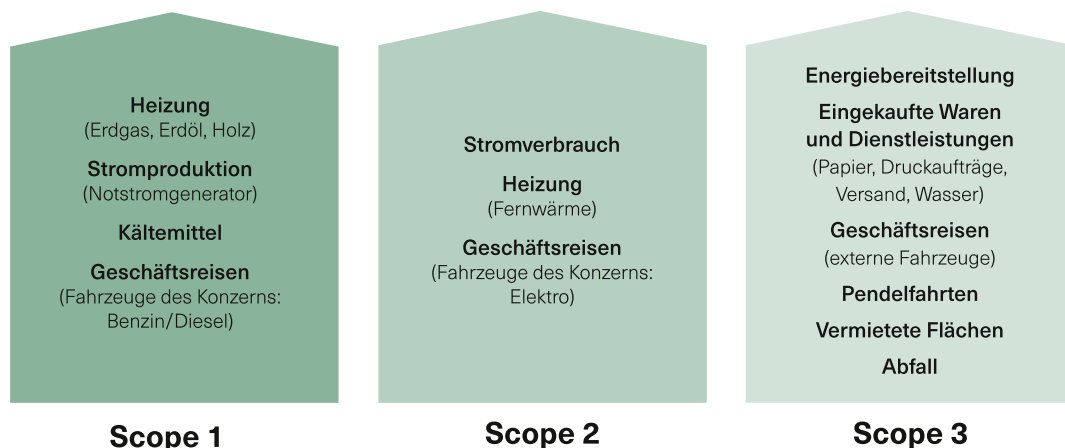 Heizung
(Erdgas, Erdöl, Holz)
Stromproduktion
(Notstromgenerator)
Kältemittel
Geschäftsreisen
(Fahrzeuge des Konzerns:
Benzin/Diesel)
Scope 1
Stromverbrauch
Heizung
(Fernwärme)
Geschäftsreisen
(Fahrzeuge des Konzerns:
Elektro)
Scope 2
Energiebereitstellung
Eingekaufte Waren
und Dienstleistungen
(Papier, Druckaufträge,
Versand, Wasser)
Geschäftsreisen
(externe Fahrzeuge)
Pendelfahrten
Vermietete Flächen
Abfall
Scope 3